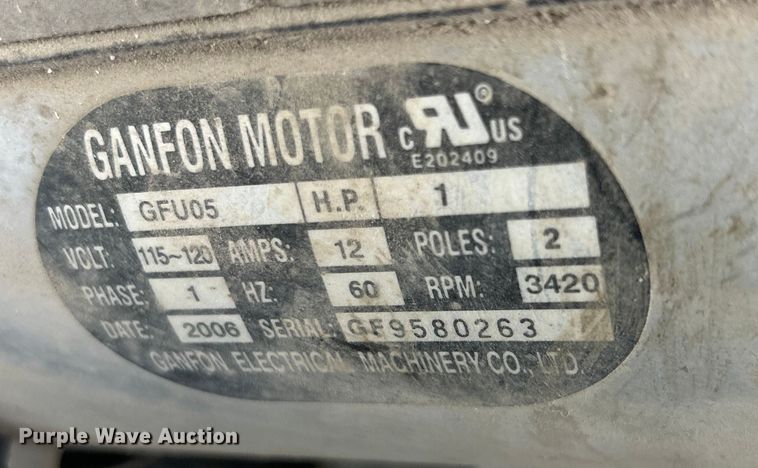 GANFON MOTOR c RU US
®
E202409
MODEL: GFU05 H.P. 1
VOLT: 115~120 AMPS: 12 POLES: 2
PHASE: 1 HZ: 60 RPM: 3420
DATE: 2006 SERIAL: GF9580263
GANFON ELECTRICAL MACHINERY CO., LTD.
Purple Wave Auction